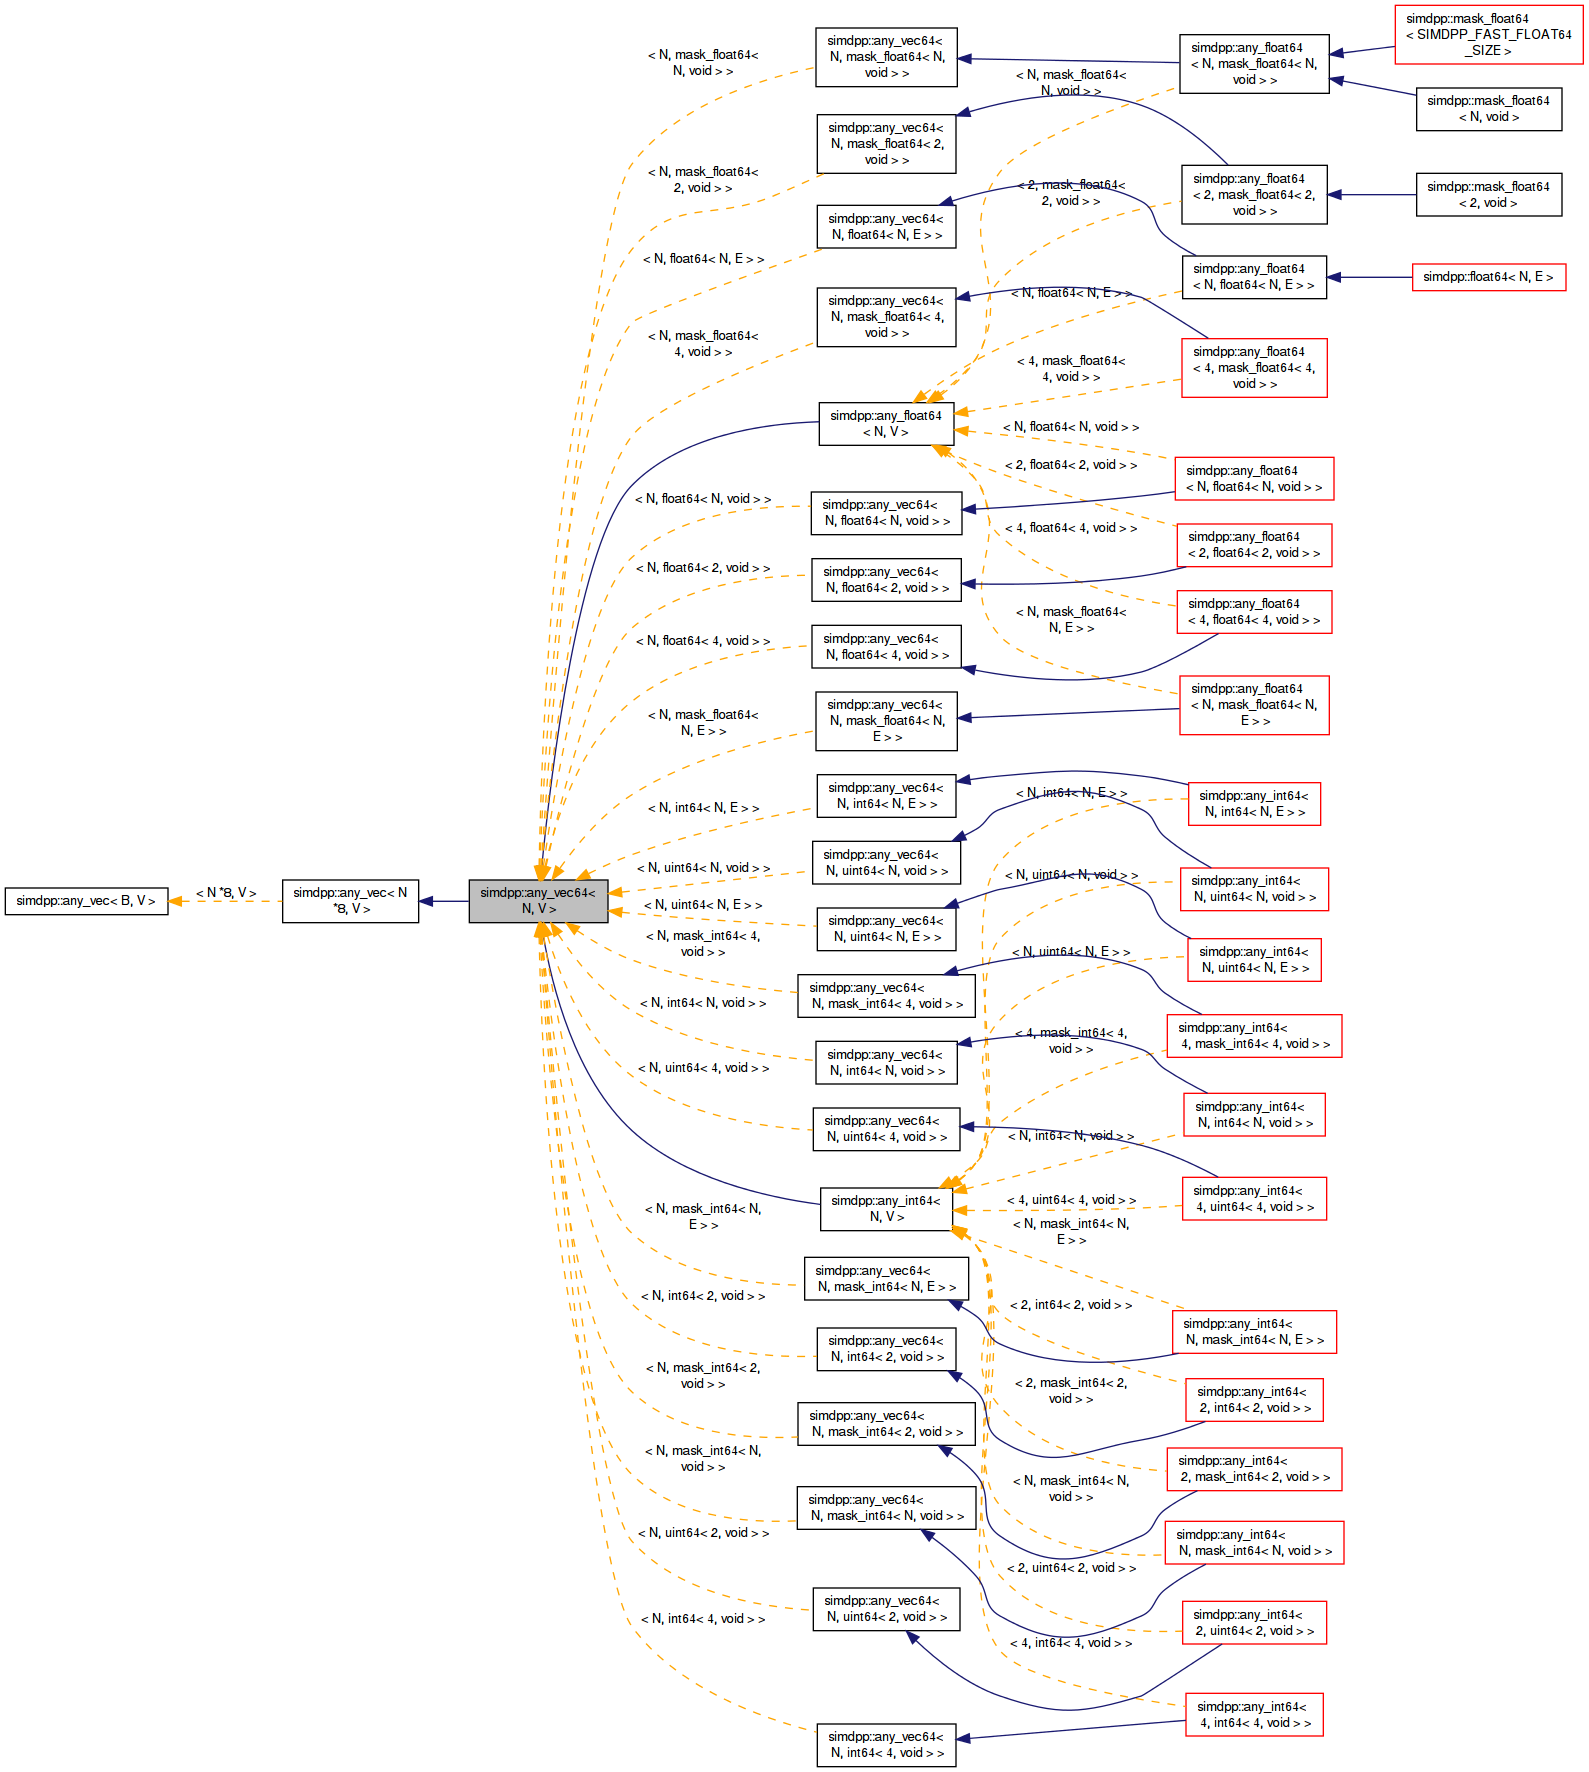 simdpp::any_vec< B, V >
< N *8, V >
simdpp::any_vec< N
*8, V >
simdpp::any_vec64<
N, V >
< N, mask_float64<
N, void > >
< N, mask_float64<
2, void > >
< N, float64< N, E > >
< N, mask_float64<
4, void > >
< N, float64< N, void > >
< N, float64< 2, void > >
< N, float64< 4, void > >
< N, mask_float64<
N, E > >
< N, int64< N, E > >
< N, uint64< N, void > >
< N, uint64< N, E > >
< N, mask_int64< 4,
void > >
< N, int64< N, void > >
< N, uint64< 4, void > >
< N, mask_int64< N,
E > >
< N, int64< 2, void > >
< N, mask_int64< 2,
void > >
< N, mask_int64< N,
void > >
< N, uint64< 2, void > >
< N, int64< 4, void > >
simdpp::any_vec64<
N, mask_float64< N,
void > >
simdpp::any_vec64<
N, mask_float64< 2,
void > >
simdpp::any_vec64<
N, float64< N, E > >
simdpp::any_vec64<
N, mask_float64< 4,
void > >
simdpp::any_float64
< N, V >
simdpp::any_vec64<
N, float64< N, void > >
simdpp::any_vec64<
N, float64< 2, void > >
simdpp::any_vec64<
N, float64< 4, void > >
simdpp::any_vec64<
N, mask_float64< N,
E > >
simdpp::any_vec64<
N, int64< N, E > >
simdpp::any_vec64<
N, uint64< N, void > >
simdpp::any_vec64<
N, uint64< N, E > >
simdpp::any_vec64<
N, mask_int64< 4, void > >
simdpp::any_vec64<
N, int64< N, void > >
simdpp::any_vec64<
N, uint64< 4, void > >
simdpp::any_int64<
N, V >
simdpp::any_vec64<
N, mask_int64< N, E > >
simdpp::any_vec64<
N, int64< 2, void > >
simdpp::any_vec64<
N, mask_int64< 2, void > >
simdpp::any_vec64<
N, mask_int64< N, void > >
simdpp::any_vec64<
N, uint64< 2, void > >
simdpp::any_vec64<
N, int64< 4, void > >
< N, mask_float64<
N, void > >
< 2, mask_float64<
2, void > >
< N, float64< N, E > >
< 4, mask_float64<
4, void > >
< N, float64< N, void > >
< 2, float64< 2, void > >
< 4, float64< 4, void > >
< N, mask_float64<
N, E > >
< N, int64< N, E > >
< N, uint64< N, void > >
< N, uint64< N, E > >
< 4, mask_int64< 4,
void > >
< N, int64< N, void > >
< 4, uint64< 4, void > >
< N, mask_int64< N,
E > >
< 2, int64< 2, void > >
< 2, mask_int64< 2,
void > >
< N, mask_int64< N,
void > >
< 2, uint64< 2, void > >
< 4, int64< 4, void > >
simdpp::any_float64
< N, mask_float64< N,
void > >
simdpp::any_float64
< 2, mask_float64< 2,
void > >
simdpp::any_float64
< N, float64< N, E > >
simdpp::any_float64
< 4, mask_float64< 4,
void > >
simdpp::any_float64
< N, float64< N, void > >
simdpp::any_float64
< 2, float64< 2, void > >
simdpp::any_float64
< 4, float64< 4, void > >
simdpp::any_float64
< N, mask_float64< N,
E > >
simdpp::any_int64<
N, int64< N, E > >
simdpp::any_int64<
N, uint64< N, void > >
simdpp::any_int64<
N, uint64< N, E > >
simdpp::any_int64<
4, mask_int64< 4, void > >
simdpp::any_int64<
N, int64< N, void > >
simdpp::any_int64<
4, uint64< 4, void > >
simdpp::any_int64<
N, mask_int64< N, E > >
simdpp::any_int64<
2, int64< 2, void > >
simdpp::any_int64<
2, mask_int64< 2, void > >
simdpp::any_int64<
N, mask_int64< N, void > >
simdpp::any_int64<
2, uint64< 2, void > >
simdpp::any_int64<
4, int64< 4, void > >
simdpp::mask_float64
< SIMDPP_FAST_FLOAT64
_SIZE >
simdpp::mask_float64
< N, void >
simdpp::mask_float64
< 2, void >
simdpp::float64< N, E >